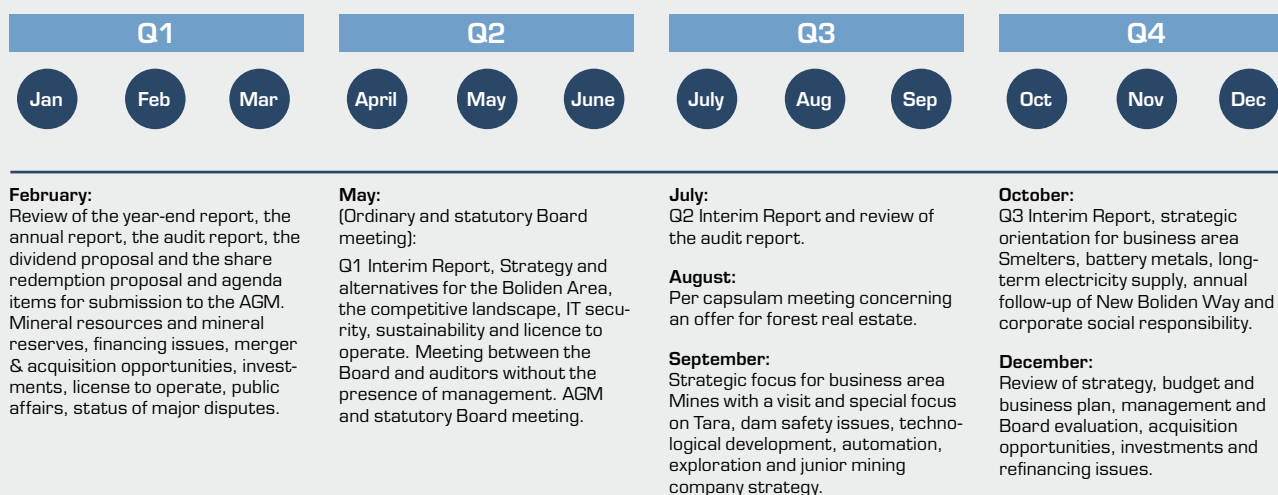 Q1
Q2
Q3
Q4
Jan
Feb
Mar
April
May
June
July
Aug
Sep
Oct
Nov
Dec
February:
Review of the year-end report, the
annual report, the audit report, the
dividend proposal and the share
redemption proposal and agenda
items for submission to the AGM.
Mineral resources and mineral
reserves, financing issues, merger
& acquisition opportunities, invest-
ments, license to operate, public
affairs, status of major disputes.
May:
(Ordinary and statutory Board
meeting):
Q1 Interim Report, Strategy and
alternatives for the Boliden Area,
the competitive landscape, IT secu-
rity, sustainability and licence to
operate. Meeting between the
Board and auditors without the
presence of management. AGM
and statutory Board meeting.
July:
Q2 Interim Report and review of
the audit report.
August:
Per capsulam meeting concerning
an offer for forest real estate.
September:
Strategic focus for business area
Mines with a visit and special focus
on Tara, dam safety issues, techno-
logical development, automation,
exploration and junior mining
company strategy.
October:
Q3 Interim Report, strategic
orientation for business area
Smelters, battery metals, long-
term electricity supply, annual
follow-up of New Boliden Way and
corporate social responsibility.
December:
Review of strategy, budget and
business plan, management and
Board evaluation, acquisition
opportunities, investments and
refinancing issues.